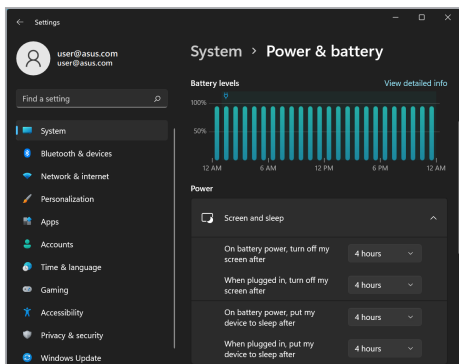 Settings
user@asus.com
user@asus.com
Find a setting
System
Bluetooth & devices
Network & internet
Personalization
Apps
Accounts
Time & language
Gaming
Accessibility
Privacy & security
Windows Update
System > Power & battery
Battery levels
View detailed info
100%
50%
12 AM 6 AM 12 PM 6 PM 12 AM
Power
Screen and sleep
On battery power, turn off my
screen after
4 hours
When plugged in, turn off my
screen after
4 hours
On battery power, put my
device to sleep after
4 hours
When plugged in, put my
device to sleep after
4 hours